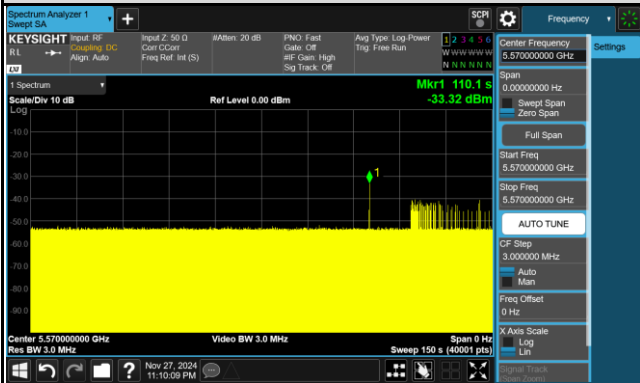 Spectrum Analyzer 1
Swept SA
+
SCPI
Frequency
KEYSIGHT
RL
Input: RF
Coupling: DC
Align: Auto
Input Z: 50 Ω
Corr CCorr
Freq Ref: Int (S)
#Atten: 20 dB
PNO: Fast
Gate: Off
#IF Gain: High
Sig Track: Off
Avg Type: Log-Power
Trig: Free Run
1 2 3 4 5 6
W W W W W W
N N N N N N
LXI
1 Spectrum
Scale/Div 10 dB
Ref Level 0.00 dBm
Mkr1 110.1 s
-33.32 dBm
Log
-10.0
-20.0
-30.0
-40.0
-50.0
-60.0
-70.0
-80.0
-90.0
1
Center 5.570000000 GHz
Res BW 3.0 MHz
Video BW 3.0 MHz
Span 0 Hz
Sweep 150 s (40001 pts)
Nov 27, 2024
11:10:09 PM
?
Center Frequency
5.570000000 GHz
Settings
Span
0.00000000 Hz
Swept Span
Zero Span
Full Span
Start Freq
5.570000000 GHz
Stop Freq
5.570000000 GHz
AUTO TUNE
CF Step
3.000000 MHz
Auto
Man
Freq Offset
0 Hz
X Axis Scale
Log
Lin
Signal Track
(Span Zoom)